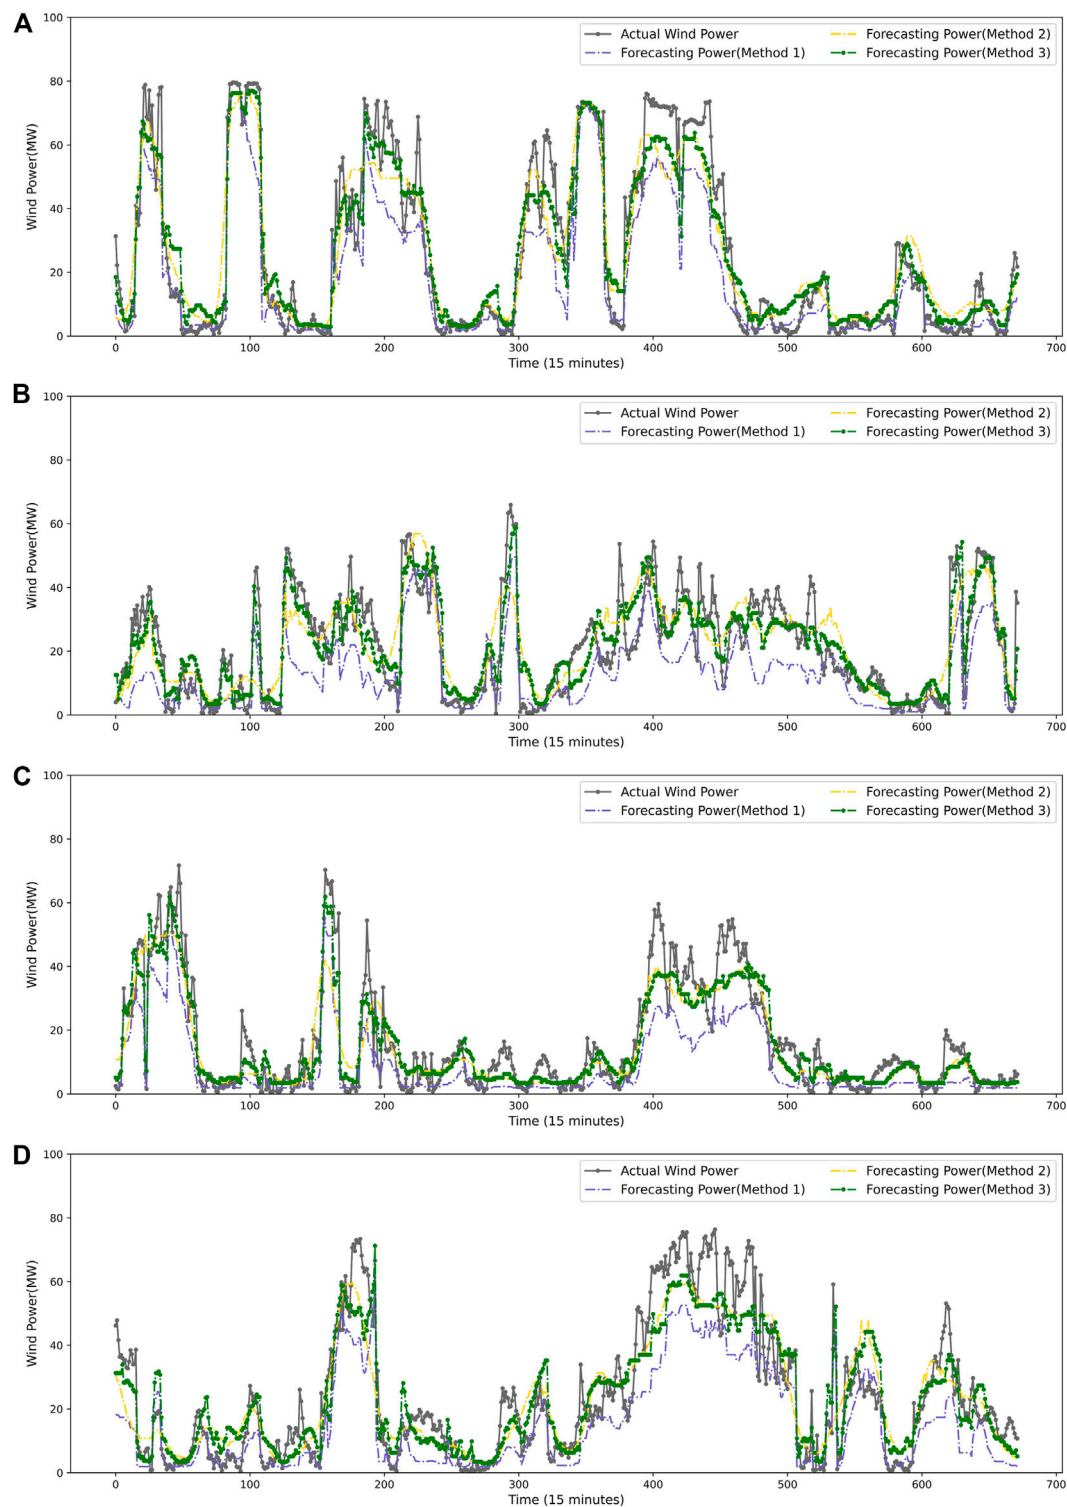 A
100
80
60
40
20
0
Wind Power(MW)
Actual Wind Power
Forecasting Power(Method 1)
Forecasting Power(Method 2)
Forecasting Power(Method 3)
0 100 200 300 400 500 600 700
Time (15 minutes)
B
100
80
60
40
20
0
Wind Power(MW)
Actual Wind Power
Forecasting Power(Method 1)
Forecasting Power(Method 2)
Forecasting Power(Method 3)
0 100 200 300 400 500 600 700
Time (15 minutes)
C
100
80
60
40
20
0
Wind Power(MW)
Actual Wind Power
Forecasting Power(Method 1)
Forecasting Power(Method 2)
Forecasting Power(Method 3)
0 100 200 300 400 500 600 700
Time (15 minutes)
D
100
80
60
40
20
0
Wind Power(MW)
Actual Wind Power
Forecasting Power(Method 1)
Forecasting Power(Method 2)
Forecasting Power(Method 3)
0 100 200 300 400 500 600 700
Time (15 minutes)